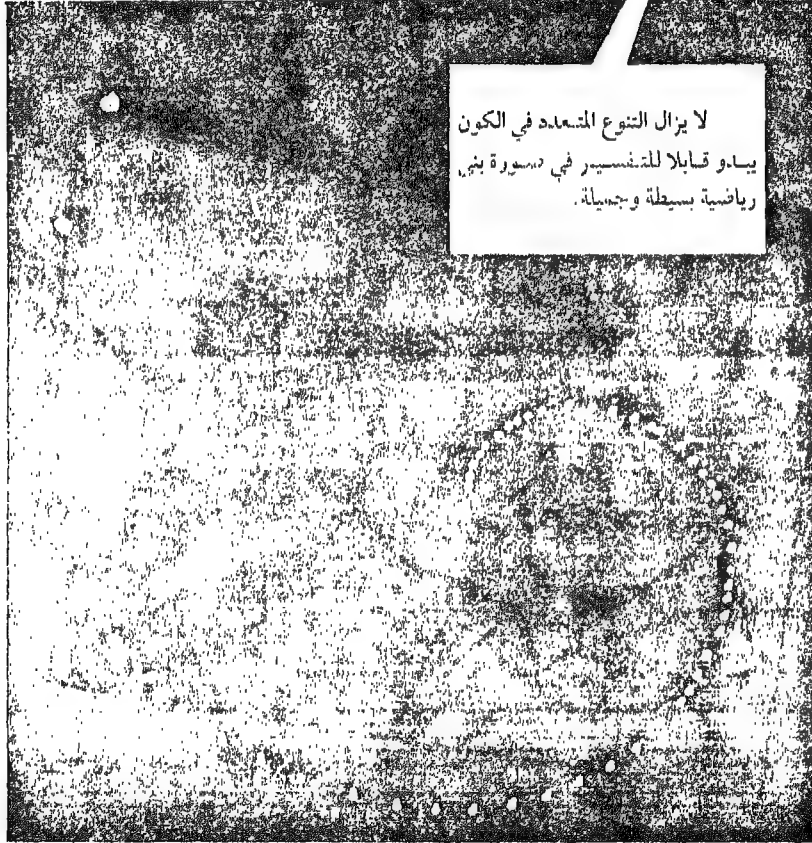 لا يزال التنوع المتعدد في الكون
يبدو قابلا للتفسير في صورة بنى
رياضية بسيطة وجميلة.